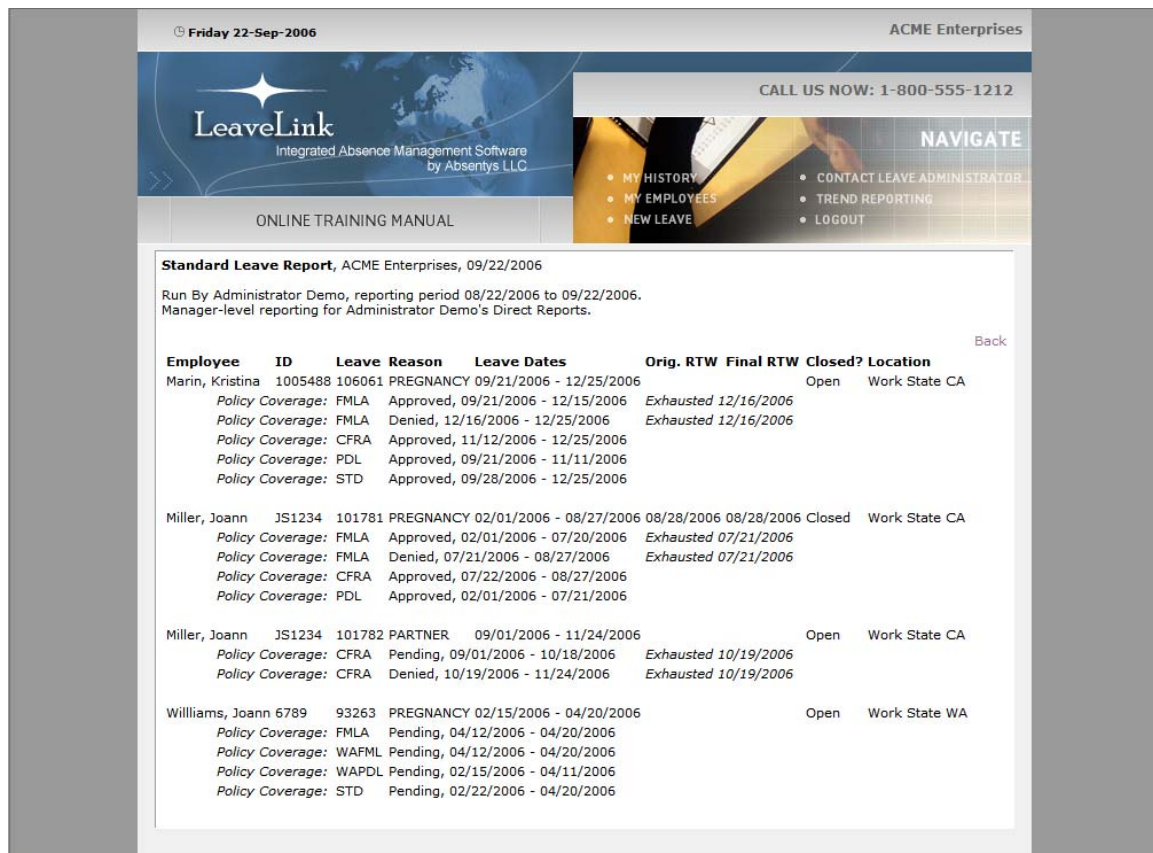 Friday 22-Sep-2006
ACME Enterprises
CALL US NOW: 1-800-555-1212
LeaveLink
Integrated Absence Management Software
by Absentys LLC
NAVIGATE
MY HISTORY
MY EMPLOYEES
NEW LEAVE
CONTACT LEAVE ADMINISTRATOR
TREND REPORTING
LOGOUT
ONLINE TRAINING MANUAL
Standard Leave Report, ACME Enterprises, 09/22/2006
Run By Administrator Demo, reporting period 08/22/2006 to 09/22/2006.
Manager-level reporting for Administrator Demo's Direct Reports.
Back
Employee ID Leave Reason Leave Dates Orig. RTW Final RTW Closed? Location
Marin, Kristina 1005488 106061 PREGNANCY 09/21/2006 - 12/25/2006 Open Work State CA
Policy Coverage: FMLA Approved, 09/21/2006 - 12/15/2006 Exhausted 12/16/2006
Policy Coverage: FMLA Denied, 12/16/2006 - 12/25/2006 Exhausted 12/16/2006
Policy Coverage: CFRA Approved, 11/12/2006 - 12/25/2006
Policy Coverage: PDL Approved, 09/21/2006 - 11/11/2006
Policy Coverage: STD Approved, 09/28/2006 - 12/25/2006
Miller, Joann JS1234 101781 PREGNANCY 02/01/2006 - 08/27/2006 08/28/2006 08/28/2006 Closed Work State CA
Policy Coverage: FMLA Approved, 02/01/2006 - 07/20/2006 Exhausted 07/21/2006
Policy Coverage: FMLA Denied, 07/21/2006 - 08/27/2006 Exhausted 07/21/2006
Policy Coverage: CFRA Approved, 07/22/2006 - 08/27/2006
Policy Coverage: PDL Approved, 02/01/2006 - 07/21/2006
Miller, Joann JS1234 101782 PARTNER 09/01/2006 - 11/24/2006 Open Work State CA
Policy Coverage: CFRA Pending, 09/01/2006 - 10/18/2006 Exhausted 10/19/2006
Policy Coverage: CFRA Denied, 10/19/2006 - 11/24/2006 Exhausted 10/19/2006
Willliams, Joann 6789 93263 PREGNANCY 02/15/2006 - 04/20/2006 Open Work State WA
Policy Coverage: FMLA Pending, 04/12/2006 - 04/20/2006
Policy Coverage: WAFML Pending, 04/12/2006 - 04/20/2006
Policy Coverage: WAPDL Pending, 02/15/2006 - 04/11/2006
Policy Coverage: STD Pending, 02/22/2006 - 04/20/2006